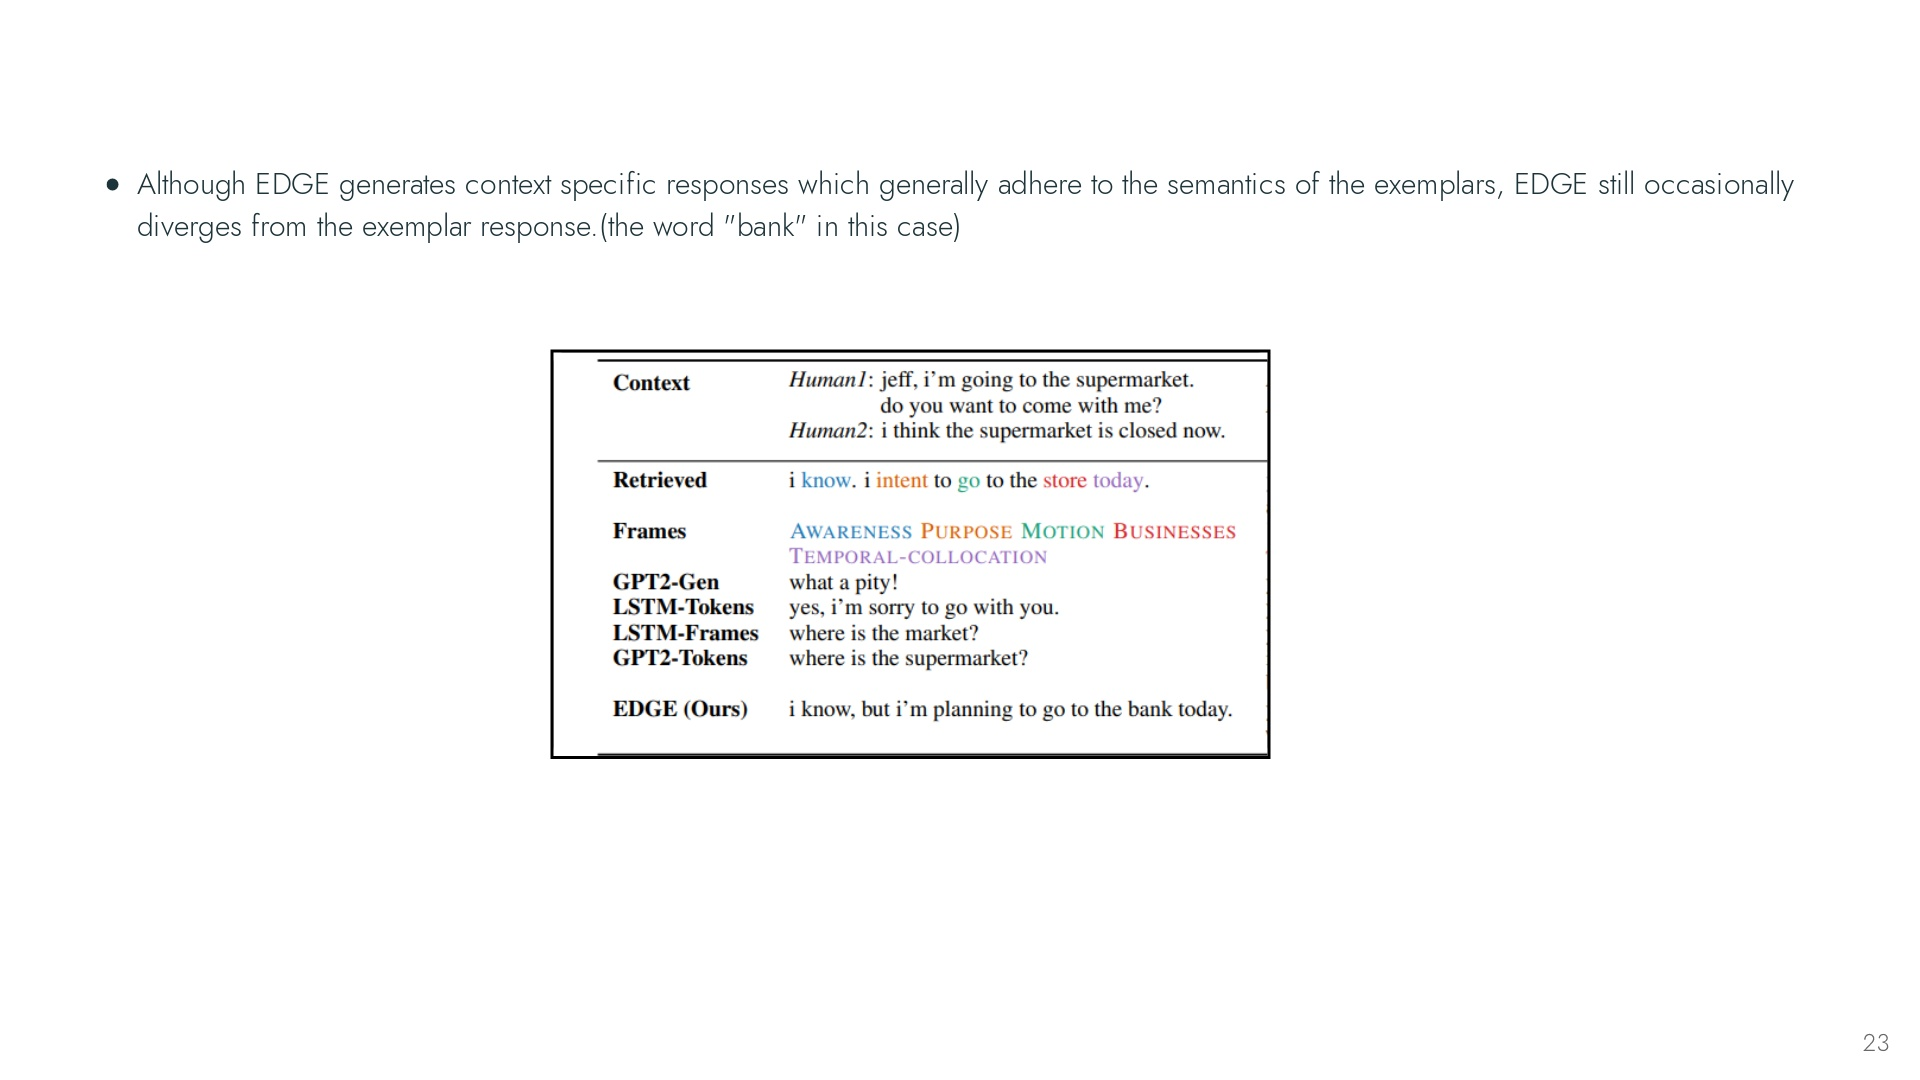 • Although EDGE generates context specific responses which generally adhere to the semantics of the exemplars, EDGE still occasionally
diverges from the exemplar response.(the word "bank" in this case)
Context Human1: jeff, i'm going to the supermarket.
do you want to come with me?
Human2: i think the supermarket is closed now.
Retrieved i know. i intent to go to the store today.
Frames AWARENESS PURPOSE MOTION BUSINESSES
TEMPORAL-COLLOCATION
GPT2-Gen what a pity!
LSTM-Tokens yes, i'm sorry to go with you.
LSTM-Frames where is the market?
GPT2-Tokens where is the supermarket?
EDGE (Ours) i know, but i'm planning to go to the bank today.
23